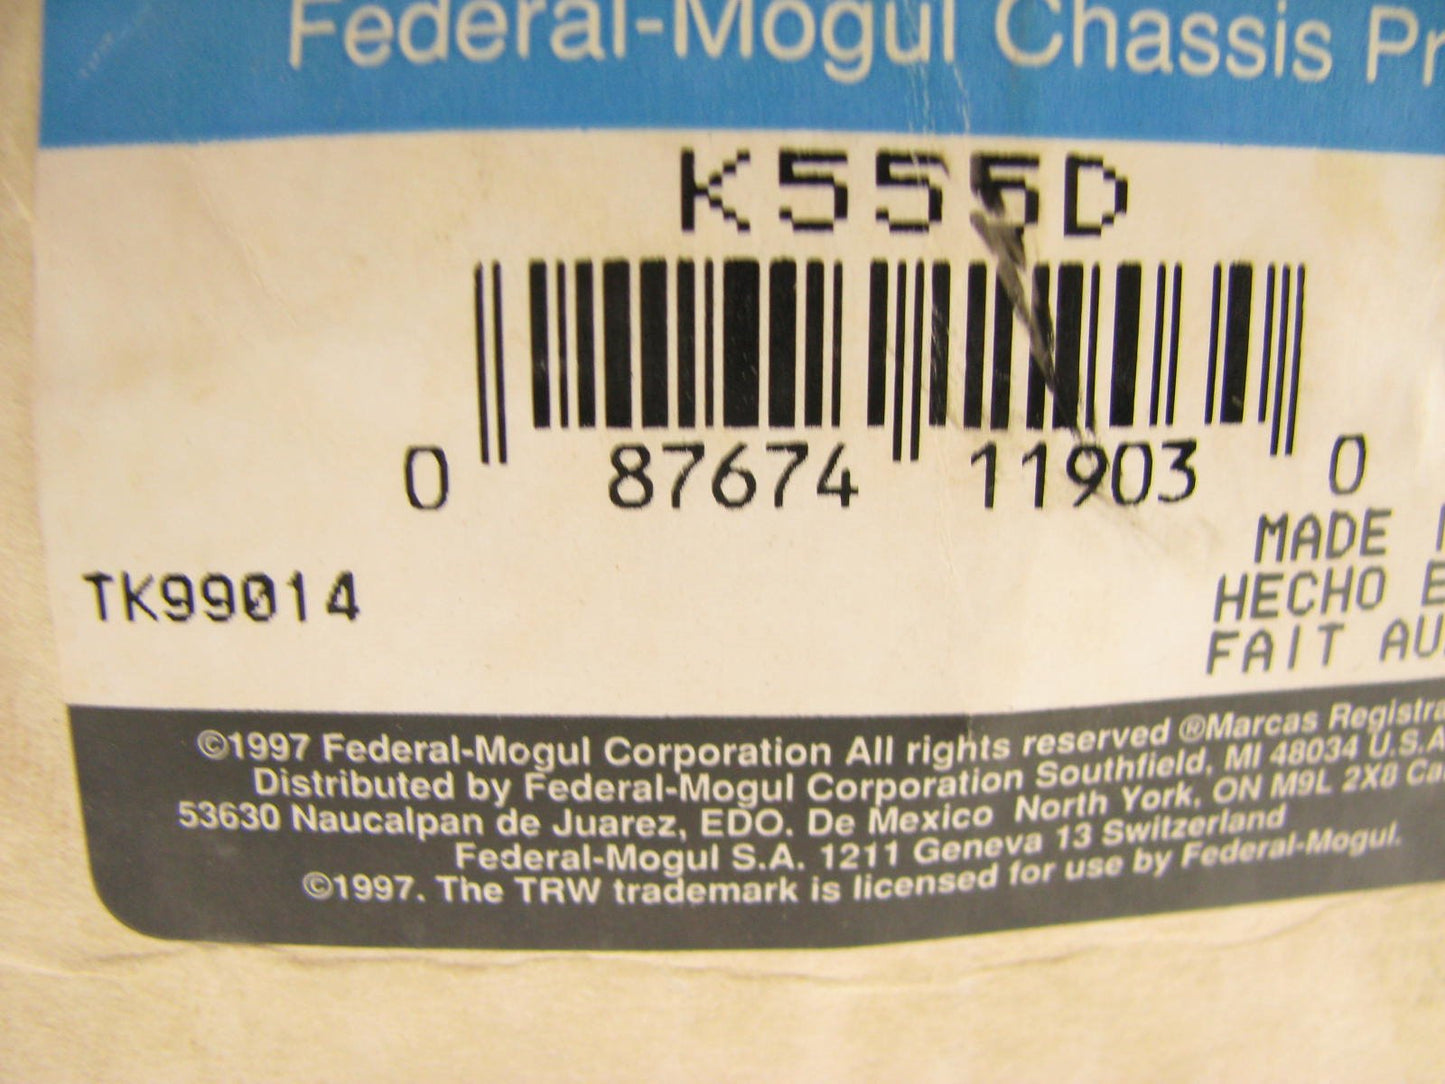 Federal-Mogul Chassis Pr
K555D
0 87674 11903 0
TK99014
MADE
HECHO E
FAIT AU
©1997 Federal-Mogul Corporation All rights reserved ®Marcas Registra
Distributed by Federal-Mogul Corporation Southfield, MI 48034 U.S.A
53630 Naucalpan de Juarez, EDO. De Mexico North York, ON M9L 2X8 Ca
Federal-Mogul S.A. 1211 Geneva 13 Switzerland
©1997. The TRW trademark is licensed for use by Federal-Mogul.